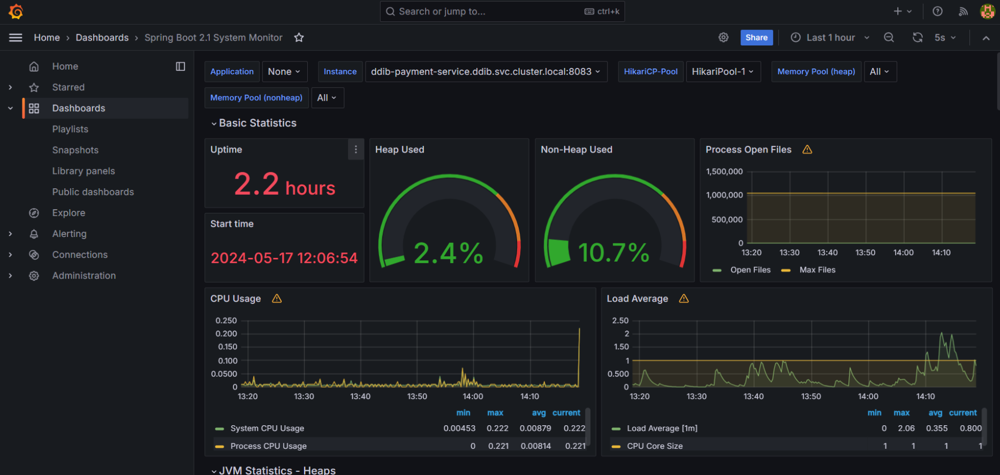 Search or jump to... ctrl+k
Home › Dashboards › Spring Boot 2.1 System Monitor
Share Last 1 hour 5s
Home
Starred
Dashboards
Playlists
Snapshots
Library panels
Public dashboards
Explore
Alerting
Connections
Administration
Application None Instance ddib-payment-service.ddib.svc.cluster.local:8083 HikariCP-Pool HikariPool-1 Memory Pool (heap) All
Memory Pool (nonheap) All
Basic Statistics
Uptime
2.2 hours
Start time
2024-05-17 12:06:54
Heap Used
2.4%
Non-Heap Used
10.7%
Process Open Files
1,500,000
1,000,000
500,000
0
13:20 13:30 13:40 13:50 14:00 14:10
Open Files Max Files
CPU Usage
0.250
0.200
0.150
0.100
0.0500
0
13:20 13:30 13:40 13:50 14:00 14:10
min max avg current
System CPU Usage 0.00453 0.222 0.00879 0.222
Process CPU Usage 0 0.221 0.00814 0.221
Load Average
2.50
2
1.50
1
0.500
0
13:20 13:30 13:40 13:50 14:00 14:10
min max avg current
Load Average [1m] 0 2.06 0.355 0.800
CPU Core Size 1 1 1 1
JVM Statistics - Heaps